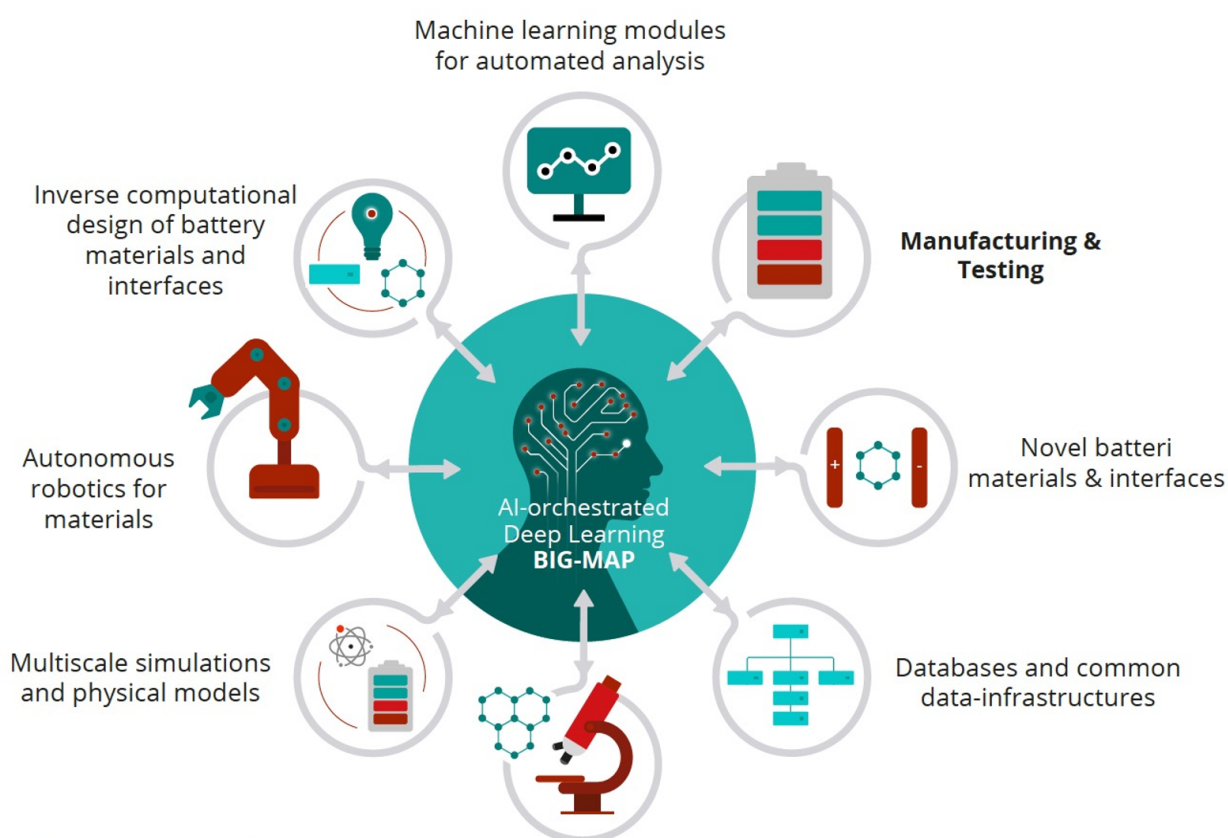 Machine learning modules
for automated analysis
Inverse computational
design of battery
materials and
interfaces
Manufacturing &
Testing
Autonomous
robotics for
materials
Novel batteri
materials & interfaces
+
-
AI-orchestrated
Deep Learning
BIG-MAP
Multiscale simulations
and physical models
Databases and common
data-infrastructures